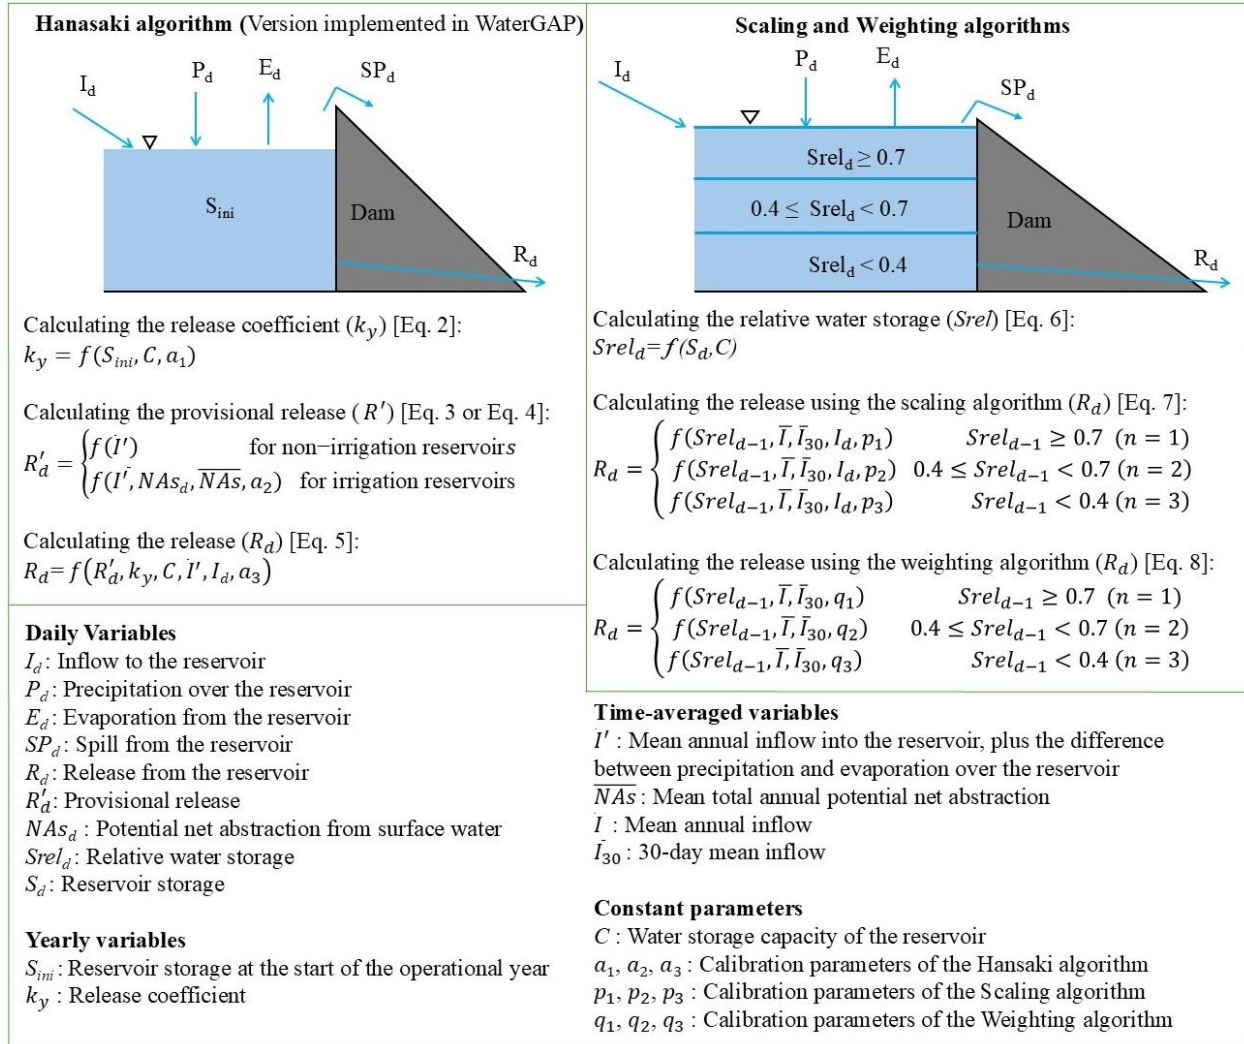 Hanasaki algorithm (Version implemented in WaterGAP)
I_d
P_d
E_d
SP_d
S_ini
Dam
R_d
Calculating the release coefficient (k_y) [Eq. 2]:
k_y = f(S_ini, C, a_1)
Calculating the provisional release (R′) [Eq. 3 or Eq. 4]:
R′_d = { f(İ′) for non−irrigation reservoirs
f(I′̄, NAs_d, N̅A̅s̅, a_2) for irrigation reservoirs
Calculating the release (R_d) [Eq. 5]:
R_d= f(R′_d, k_y, C, İ′, I_d, a_3)
Scaling and Weighting algorithms
I_d
P_d
E_d
SP_d
Srel_d ≥ 0.7
0.4 ≤ Srel_d < 0.7
Srel_d < 0.4
Dam
R_d
Calculating the relative water storage (Srel) [Eq. 6]:
Srel_d=f(S_d,C)
Calculating the release using the scaling algorithm (R_d) [Eq. 7]:
f(Srel_d−1, Ī, Ī_30, I_d, p_1) Srel_d−1 ≥ 0.7 (n = 1)
R_d = { f(Srel_d−1, Ī, Ī_30, I_d, p_2) 0.4 ≤ Srel_d−1 < 0.7 (n = 2)
f(Srel_d−1, Ī, Ī_30, I_d, p_3) Srel_d−1 < 0.4 (n = 3)
Calculating the release using the weighting algorithm (R_d) [Eq. 8]:
f(Srel_d−1, Ī, Ī_30, q_1) Srel_d−1 ≥ 0.7 (n = 1)
R_d = { f(Srel_d−1, Ī, Ī_30, q_2) 0.4 ≤ Srel_d−1 < 0.7 (n = 2)
f(Srel_d−1, Ī, Ī_30, q_3) Srel_d−1 < 0.4 (n = 3)
Daily Variables
I_d: Inflow to the reservoir
P_d: Precipitation over the reservoir
E_d: Evaporation from the reservoir
SP_d: Spill from the reservoir
R_d: Release from the reservoir
R′_d: Provisional release
NAs_d : Potential net abstraction from surface water
Srel_d: Relative water storage
S_d: Reservoir storage
Yearly variables
S_ini: Reservoir storage at the start of the operational year
k_y : Release coefficient
Time-averaged variables
İ′ : Mean annual inflow into the reservoir, plus the difference
between precipitation and evaporation over the reservoir
N̅A̅s̅ : Mean total annual potential net abstraction
İ : Mean annual inflow
İ_30 : 30-day mean inflow
Constant parameters
C : Water storage capacity of the reservoir
a_1, a_2, a_3 : Calibration parameters of the Hansaki algorithm
p_1, p_2, p_3 : Calibration parameters of the Scaling algorithm
q_1, q_2, q_3 : Calibration parameters of the Weighting algorithm